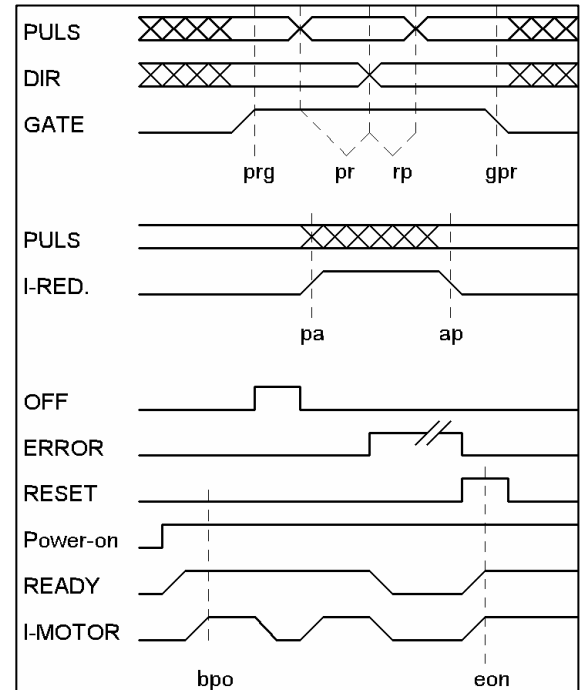 PULS
DIR
GATE
prg pr rp gpr
PULS
I-RED.
pa ap
OFF
ERROR
RESET
Power-on
READY
I-MOTOR
bpo eon